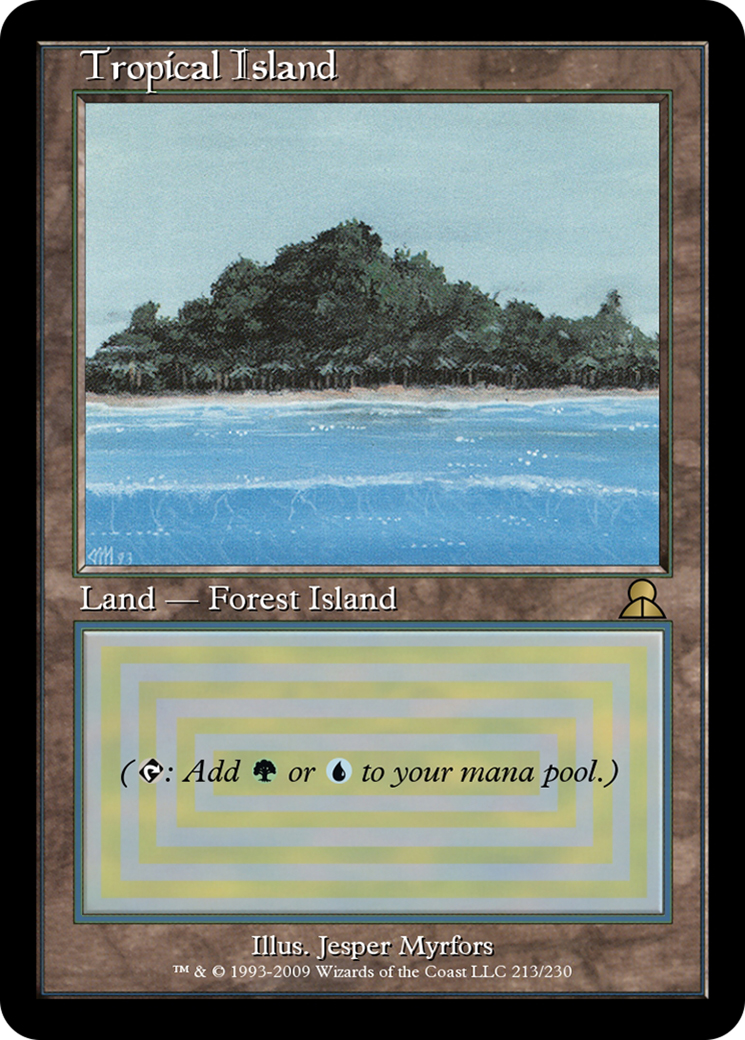 Tropical Island
Land — Forest Island
( : Add or to your mana pool.)
Illus. Jesper Myrfors
™ & © 1993-2009 Wizards of the Coast LLC 213/230